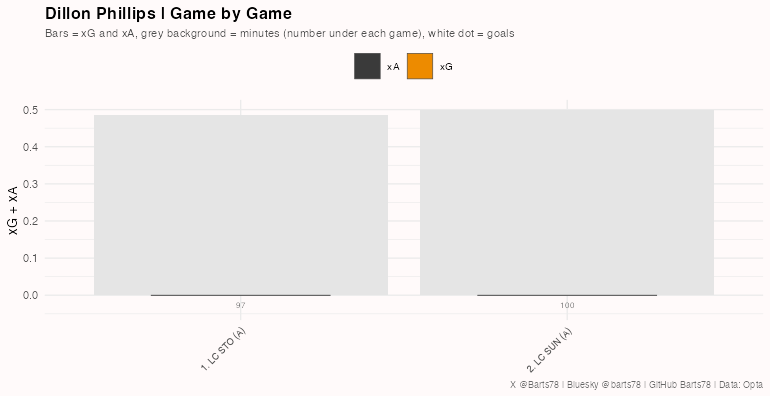 Dillon Phillips | Game by Game
Bars = xG and xA, grey background = minutes (number under each game), white dot = goals
xA xG
xG + xA
0.5
0.4
0.3
0.2
0.1
0.0
97 100
1. LC STO (A) 2. LC SUN (A)
X @Barts78 | Bluesky @barts78 | GitHub Barts78 | Data: Opta